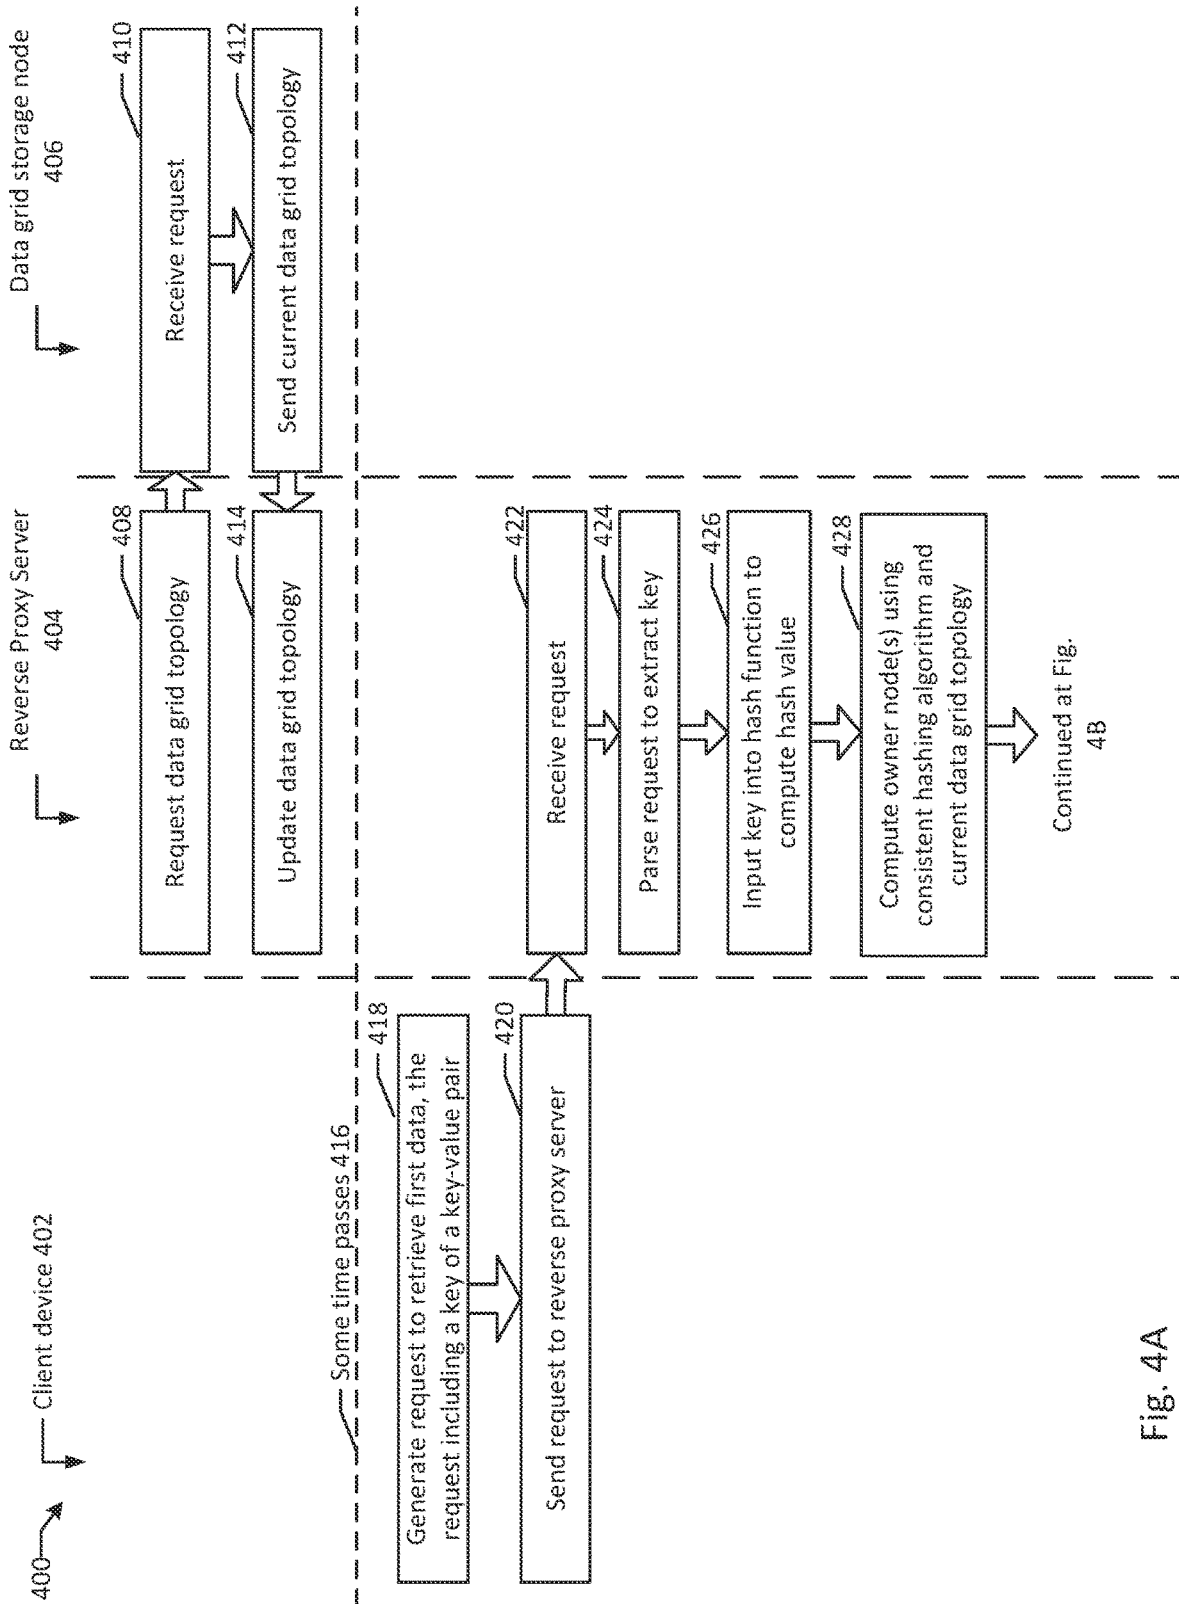 400
Client device 402
Reverse Proxy Server
404
Data grid storage node
406
408
Request data grid topology
410
Receive request
412
Send current data grid topology
414
Update data grid topology
Some time passes 416
418
Generate request to retrieve first data, the
request including a key of a key-value pair
420
Send request to reverse proxy server
422
Receive request
424
Parse request to extract key
426
Input key into hash function to
compute hash value
428
Compute owner node(s) using
consistent hashing algorithm and
current data grid topology
Continued at Fig.
4B
Fig. 4A